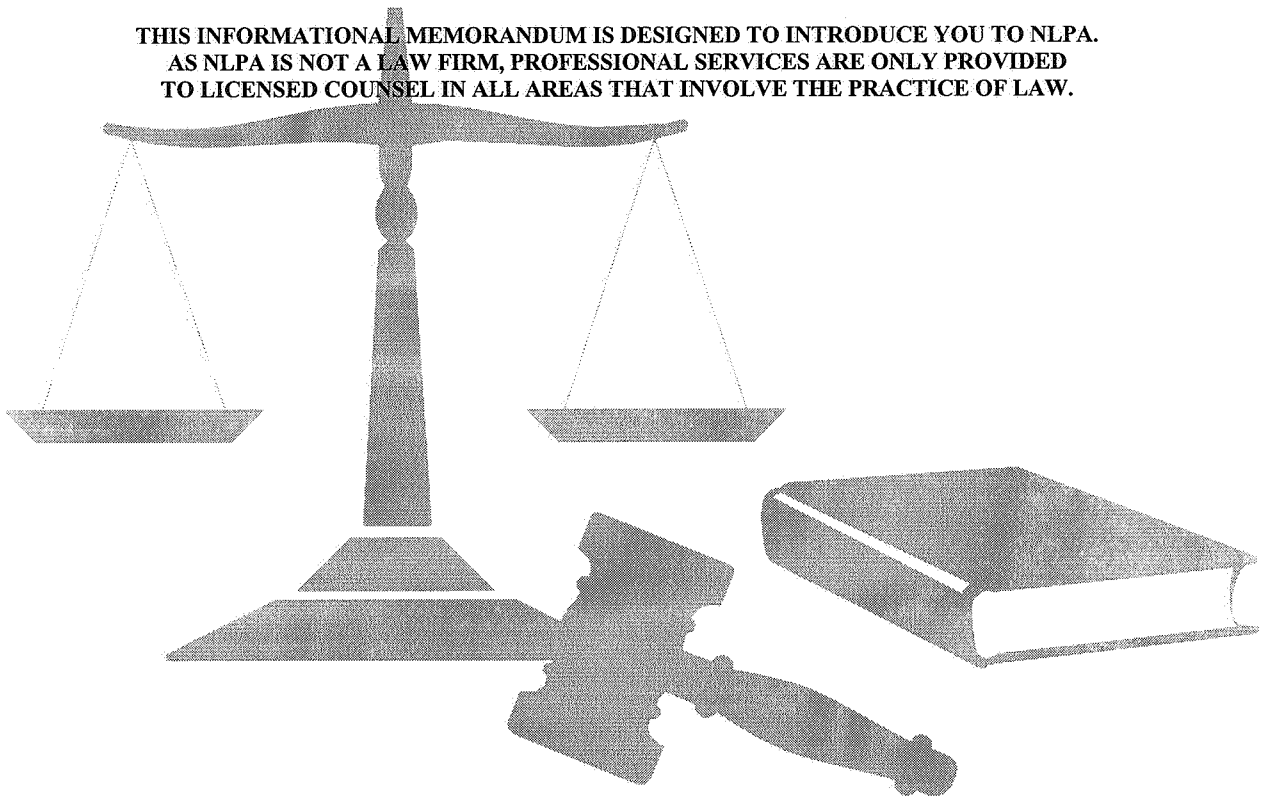 THIS INFORMATIONAL MEMORANDUM IS DESIGNED TO INTRODUCE YOU TO NLPA.
AS NLPA IS NOT A LAW FIRM, PROFESSIONAL SERVICES ARE ONLY PROVIDED
TO LICENSED COUNSEL IN ALL AREAS THAT INVOLVE THE PRACTICE OF LAW.